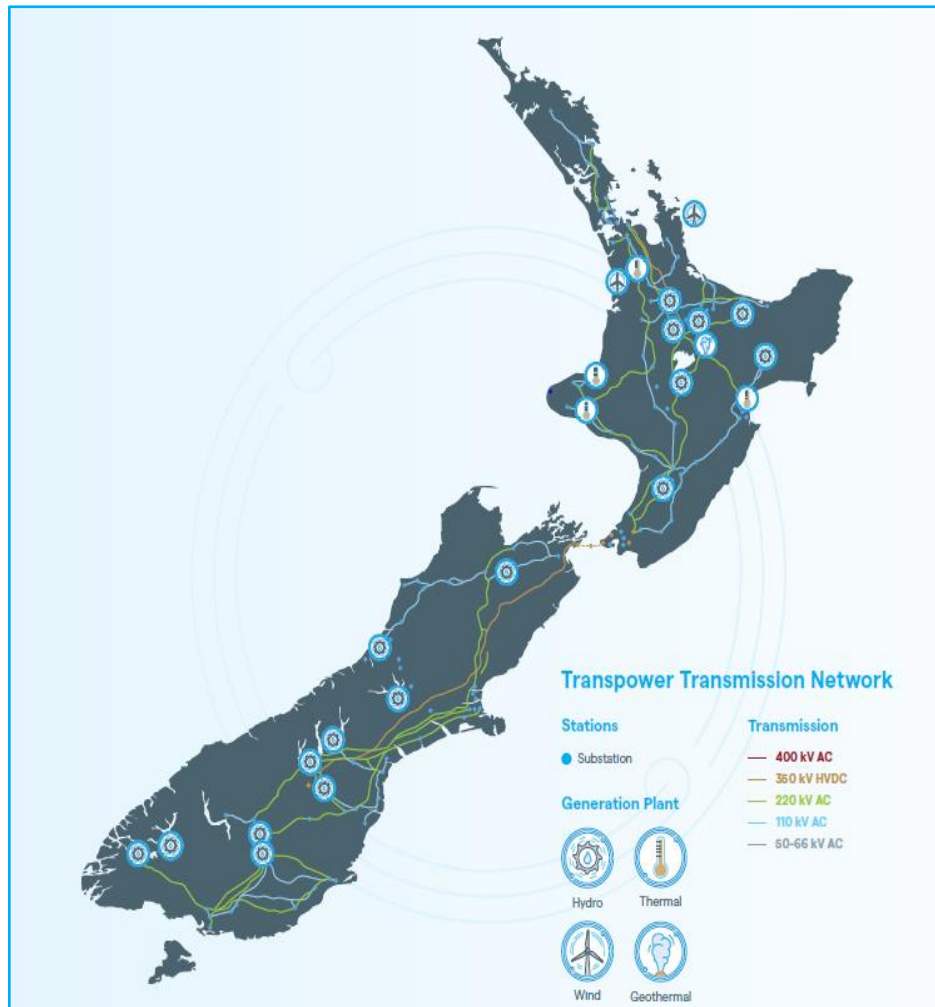 Transpower Transmission Network
Stations
Substation
Generation Plant
Hydro
Thermal
Wind
Geothermal
Transmission
400 kV AC
350 kV HVDC
220 kV AC
110 kV AC
50-66 kV AC